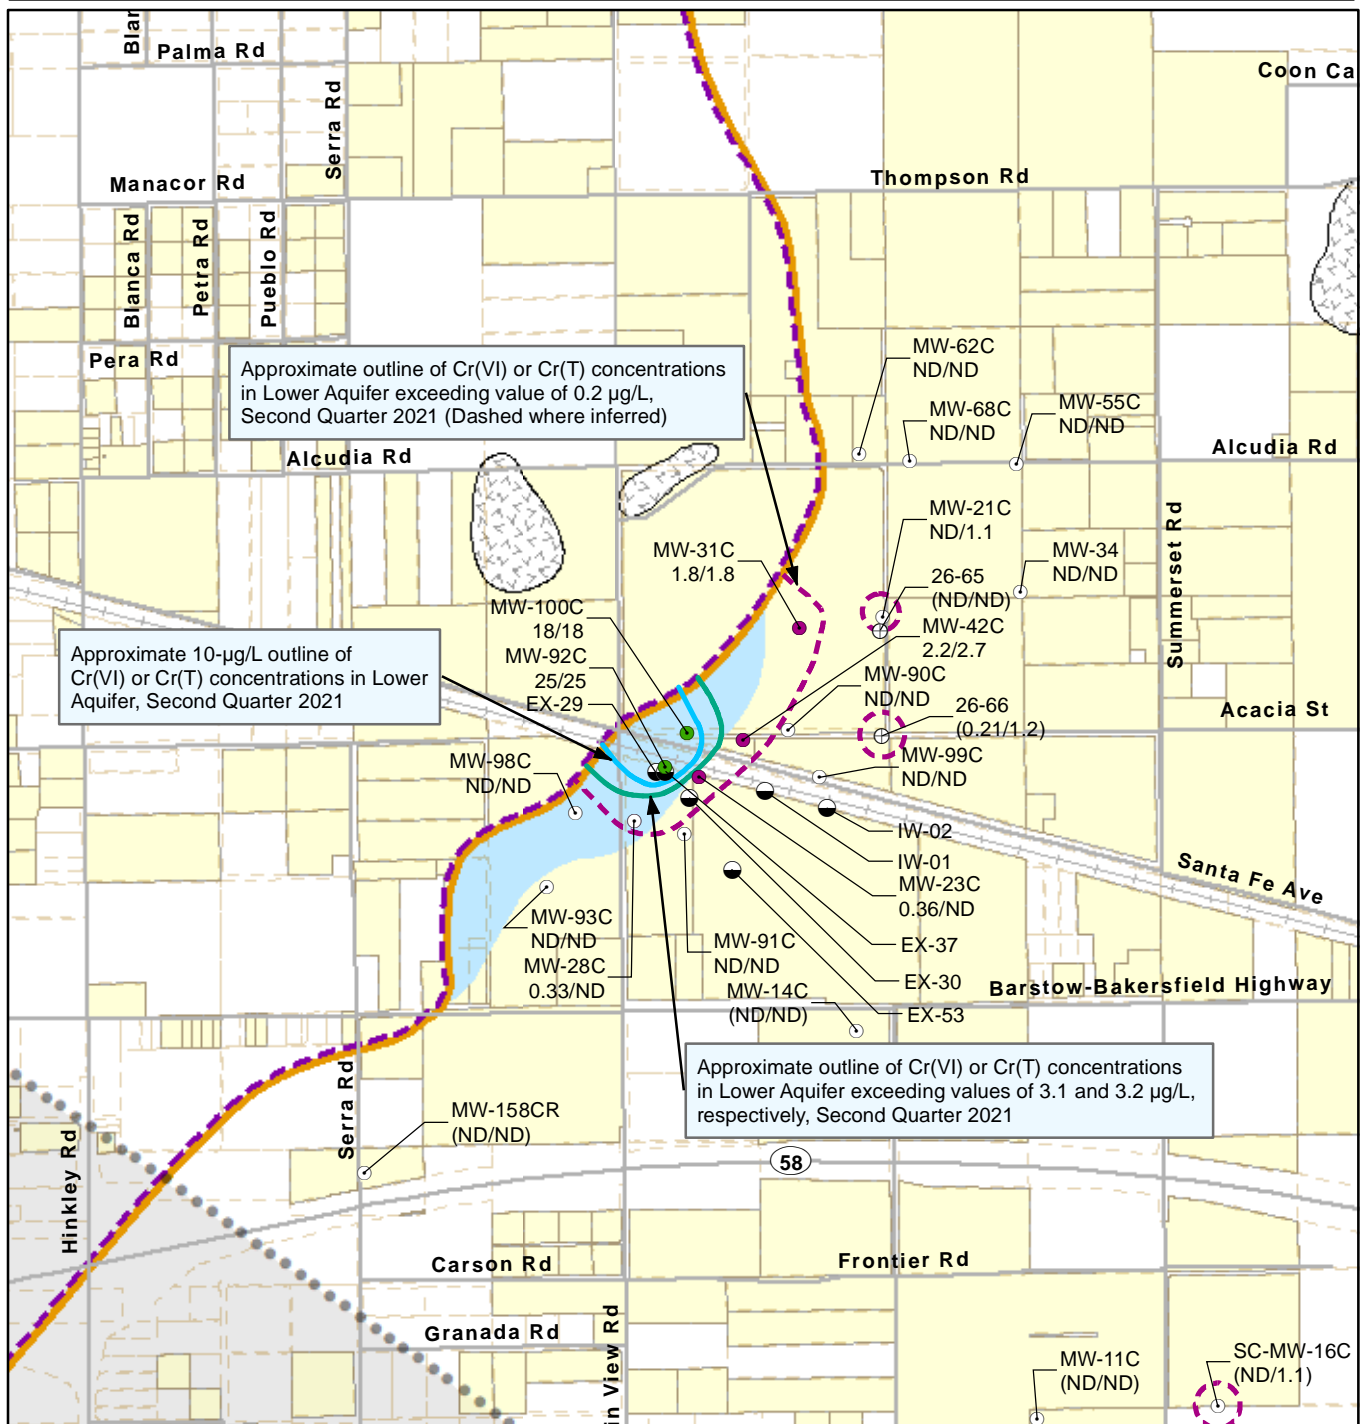 Blar
Palma Rd
Serra Rd
Coon Ca
Manacor Rd
Thompson Rd
Blanca Rd
Petra Rd
Pueblo Rd
Pera Rd
Approximate outline of Cr(VI) or Cr(T) concentrations
in Lower Aquifer exceeding value of 0.2 µg/L,
Second Quarter 2021 (Dashed where inferred)
MW-62C
ND/ND
MW-68C
ND/ND
MW-55C
ND/ND
Alcudia Rd
Alcudia Rd
Summerset Rd
MW-21C
ND/1.1
MW-31C
1.8/1.8
MW-34
ND/ND
26-65
(ND/ND)
MW-100C
18/18
MW-42C
2.2/2.7
Approximate 10-µg/L outline of
Cr(VI) or Cr(T) concentrations in Lower
Aquifer, Second Quarter 2021
MW-92C
25/25
EX-29
MW-90C
ND/ND
26-66
(0.21/1.2)
Acacia St
MW-98C
ND/ND
MW-99C
ND/ND
IW-02
IW-01
MW-23C
0.36/ND
Santa Fe Ave
MW-93C
ND/ND
MW-28C
0.33/ND
MW-91C
ND/ND
EX-37
EX-30
MW-14C
(ND/ND)
EX-53
Barstow-Bakersfield Highway
Approximate outline of Cr(VI) or Cr(T) concentrations
in Lower Aquifer exceeding values of 3.1 and 3.2 µg/L,
respectively, Second Quarter 2021
Serra Rd
MW-158CR
(ND/ND)
Hinkley Rd
58
Carson Rd
Frontier Rd
Granada Rd
in View Rd
MW-11C
(ND/ND)
SC-MW-16C
(ND/1.1)